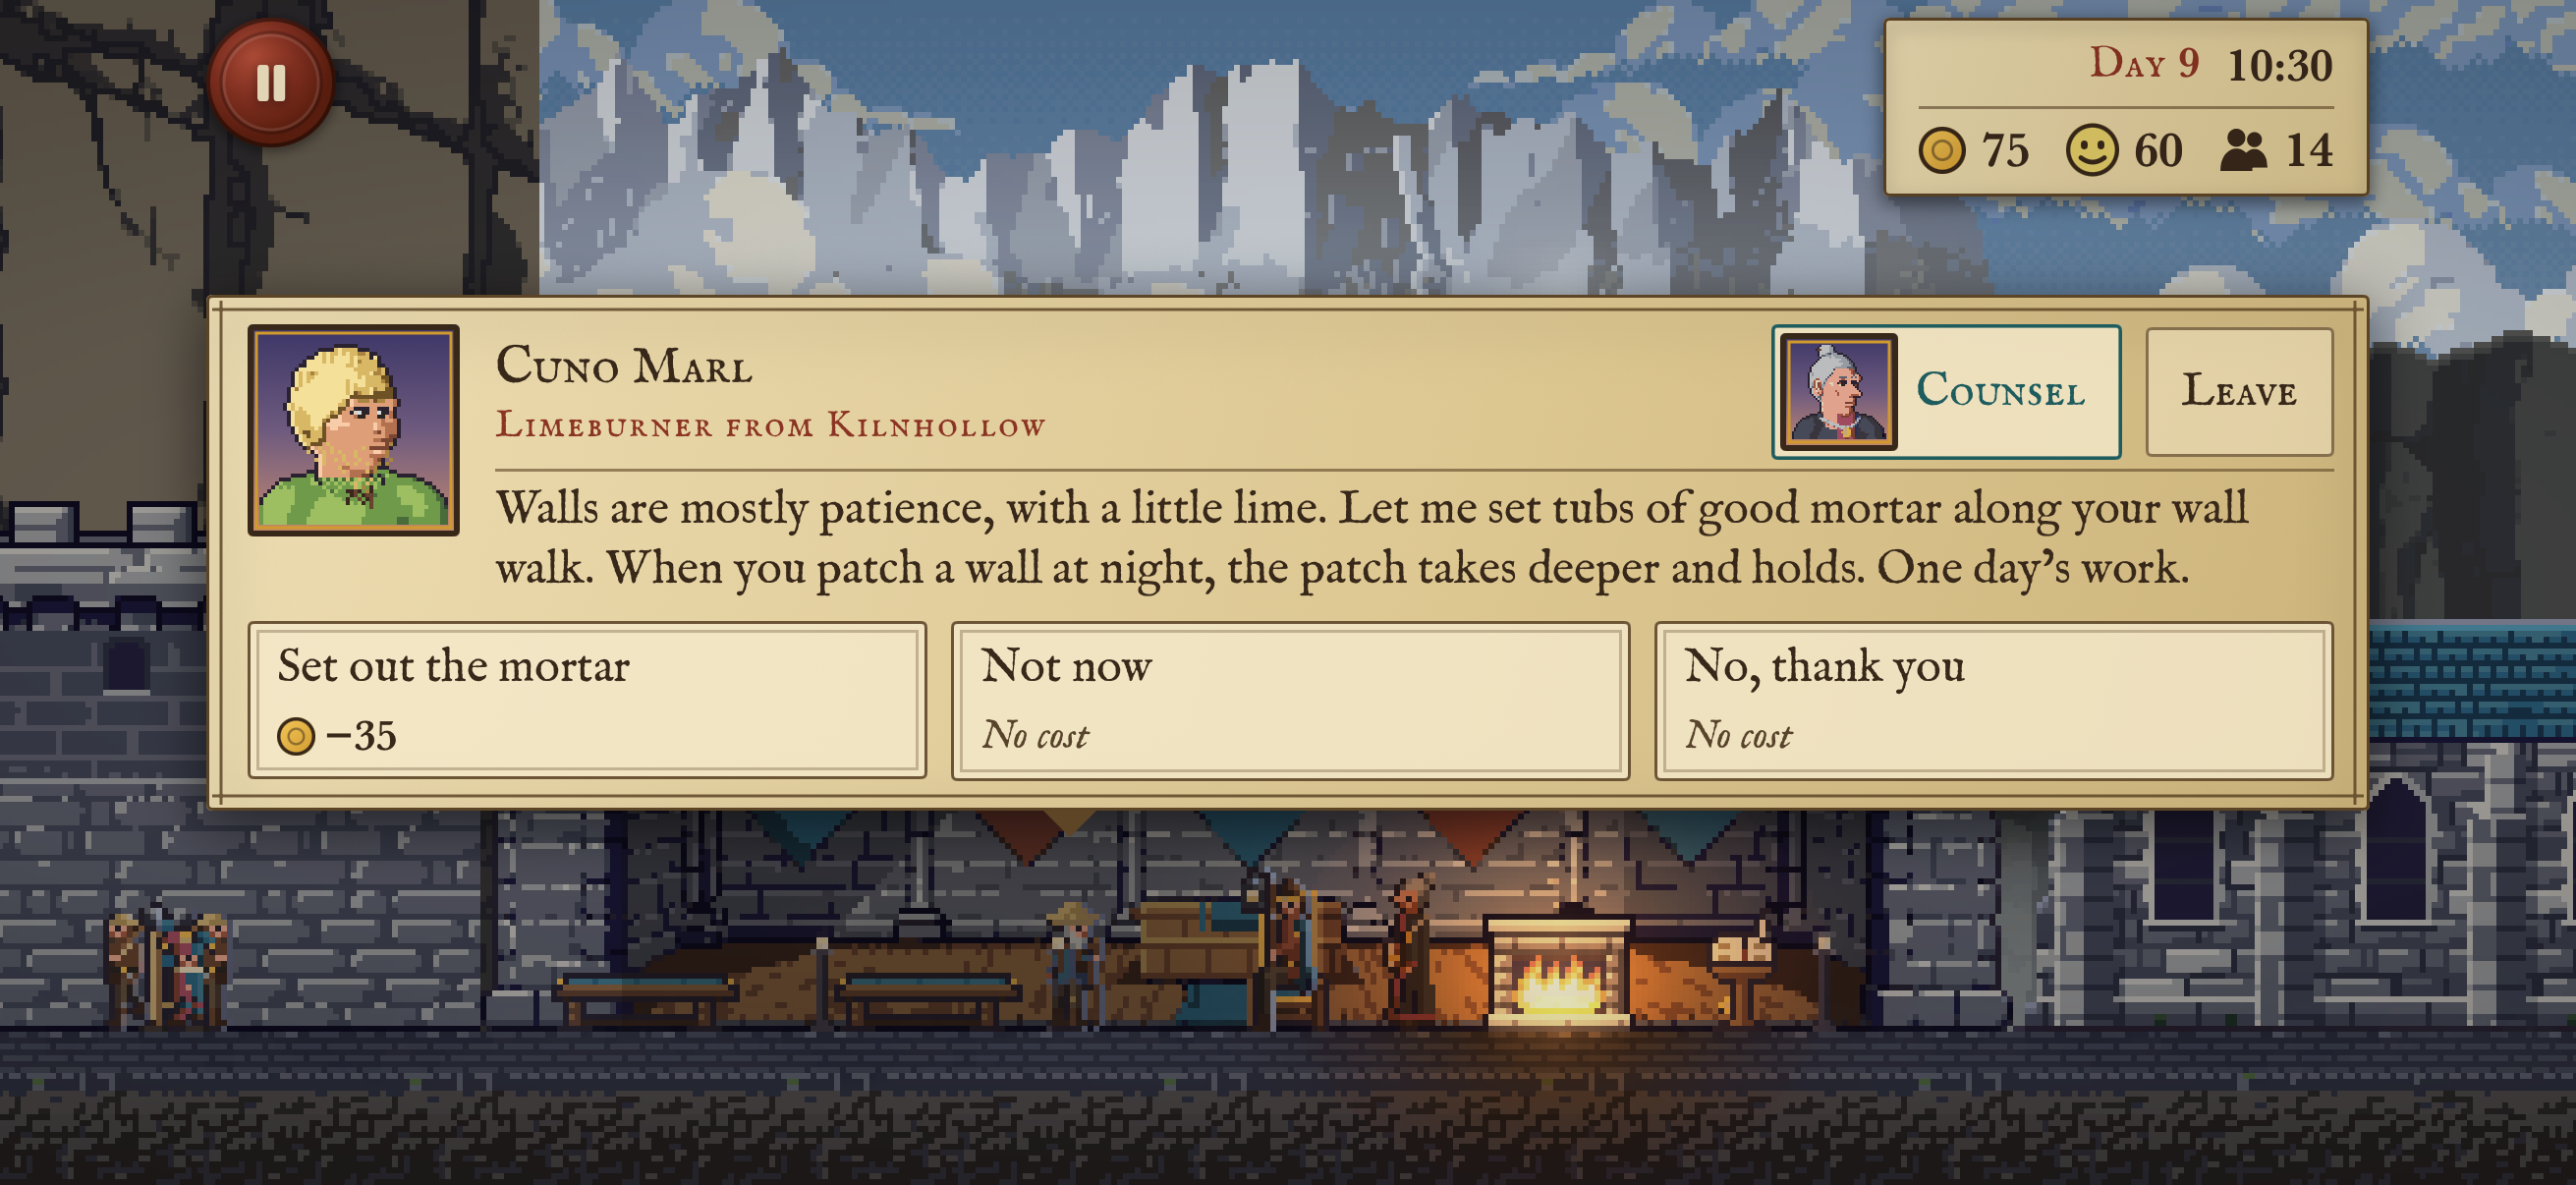 Day 9 10:30
75 60 14
Cuno Marl
Limeburner from Kilnhollow
Counsel
Leave
Walls are mostly patience, with a little lime. Let me set tubs of good mortar along your wall
walk. When you patch a wall at night, the patch takes deeper and holds. One day's work.
Set out the mortar
−35
Not now
No cost
No, thank you
No cost